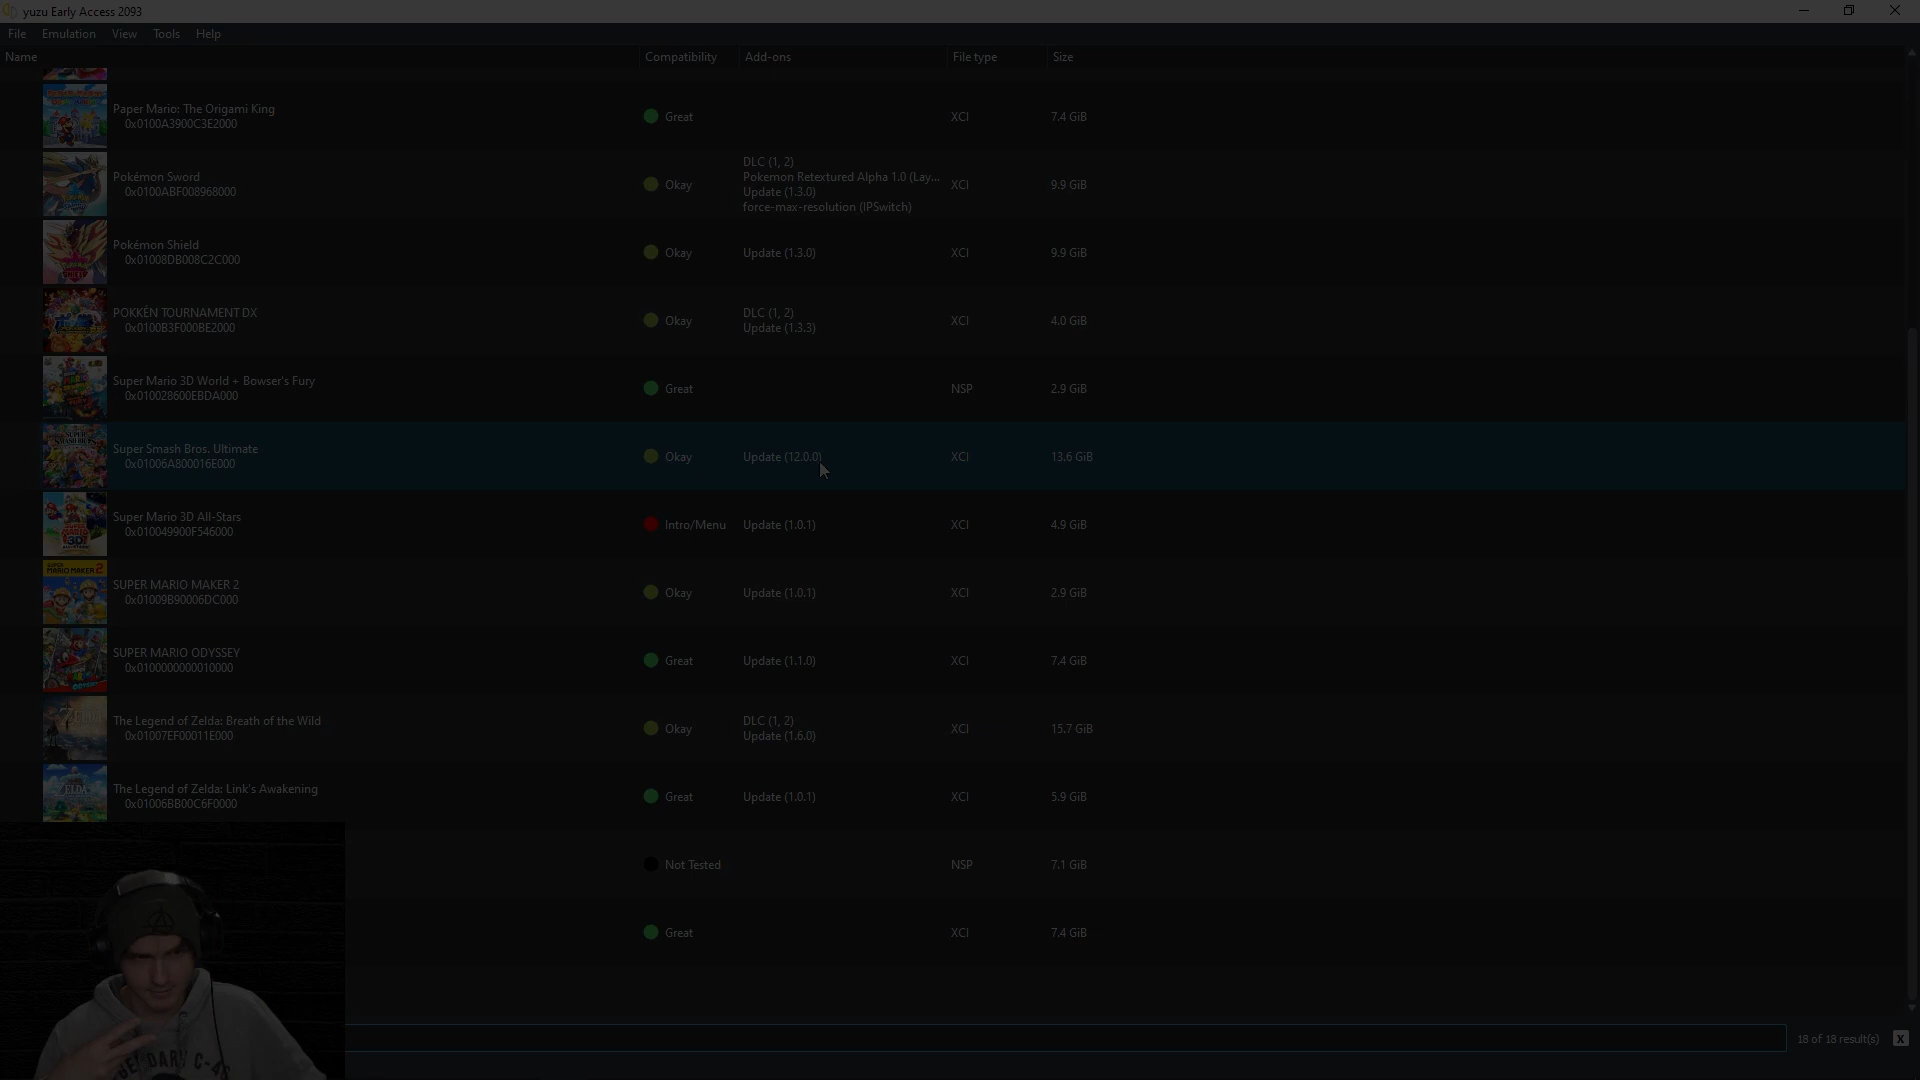 yuzu Early Access 2093
File Emulation View Tools Help
Name Compatibility Add-ons File type Size
Paper Mario: The Origami King
0x0100A3900C3E2000
Great XCI 7.4 GiB
Pokémon Sword
0x0100ABF008968000
Okay
DLC (1, 2)
Pokemon Retextured Alpha 1.0 (Lay...
Update (1.3.0)
force-max-resolution (IPSwitch)
XCI 9.9 GiB
Pokémon Shield
0x01008DB008C2C000
Okay Update (1.3.0) XCI 9.9 GiB
POKKÉN TOURNAMENT DX
0x0100B3F000BE2000
Okay
DLC (1, 2)
Update (1.3.3)
XCI 4.0 GiB
Super Mario 3D World + Bowser's Fury
0x010028600EBDA000
Great NSP 2.9 GiB
Super Smash Bros. Ultimate
0x01006A800016E000
Okay Update (12.0.0) XCI 13.6 GiB
Super Mario 3D All-Stars
0x010049900F546000
Intro/Menu Update (1.0.1) XCI 4.9 GiB
SUPER MARIO MAKER 2
0x01009B90006DC000
Okay Update (1.0.1) XCI 2.9 GiB
SUPER MARIO ODYSSEY
0x0100000000010000
Great Update (1.1.0) XCI 7.4 GiB
The Legend of Zelda: Breath of the Wild
0x01007EF00011E000
Okay
DLC (1, 2)
Update (1.6.0)
XCI 15.7 GiB
The Legend of Zelda: Link's Awakening
0x01006BB00C6F0000
Great Update (1.0.1) XCI 5.9 GiB
Not Tested NSP 7.1 GiB
Great XCI 7.4 GiB
18 of 18 result(s) X